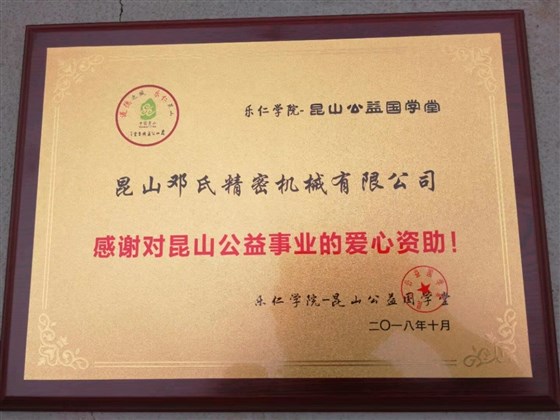 乐仁学院-昆山公益国学堂
昆山邓氏精密机械有限公司
感谢对昆山公益事业的爱心资助！
乐仁学院-昆山公益国学堂
二〇一八年十月